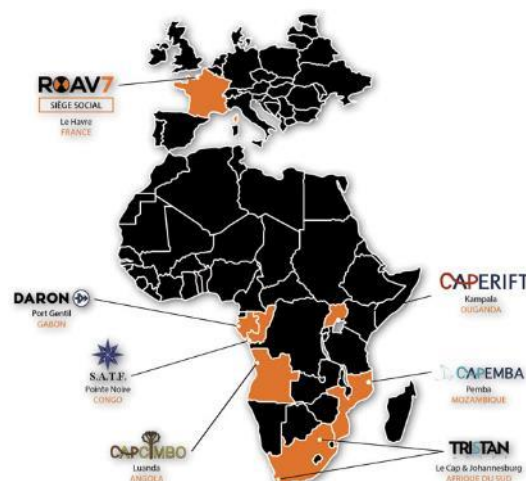 ROAV7
SIÈGE SOCIAL
Le Havre
FRANCE
DARON
Port Gentil
GABON
S.A.T.F.
Pointe Noire
CONGO
CAPCIMBO
Luanda
ANGOLA
CAPERIFT
Kampala
OUGANDA
CAPEMBA
Pemba
MOZAMBIQUE
TRISTAN
Le Cap & Johannesburg
AFRIQUE DU SUD